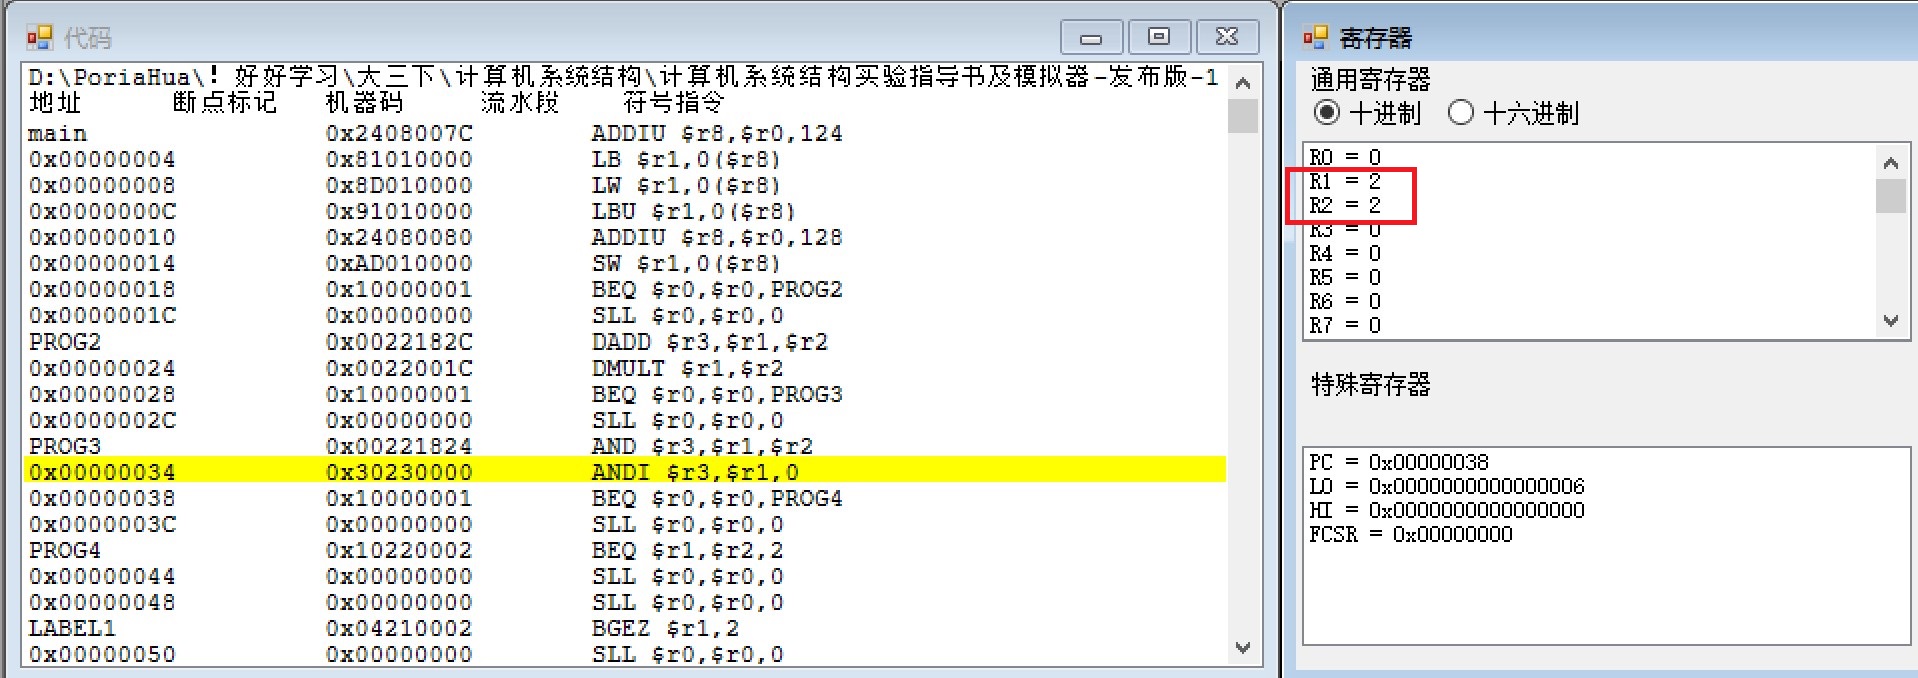 代码
D:\PoriaHua\! 好好学习\大三下\计算机系统结构\计算机系统结构实验指导书及模拟器-发布版-1
地址 断点标记 机器码 流水段 符号指令
main 0x2408007C ADDIU $r8,$r0,124
0x00000004 0x81010000 LB $r1,0($r8)
0x00000008 0x8D010000 LW $r1,0($r8)
0x0000000C 0x91010000 LBU $r1,0($r8)
0x00000010 0x24080080 ADDIU $r8,$r0,128
0x00000014 0xAD010000 SW $r1,0($r8)
0x00000018 0x10000001 BEQ $r0,$r0,PROG2
0x0000001C 0x00000000 SLL $r0,$r0,0
PROG2 0x0022182C DADD $r3,$r1,$r2
0x00000024 0x0022001C DMULT $r1,$r2
0x00000028 0x10000001 BEQ $r0,$r0,PROG3
0x0000002C 0x00000000 SLL $r0,$r0,0
PROG3 0x00221824 AND $r3,$r1,$r2
0x00000034 0x30230000 ANDI $r3,$r1,0
0x00000038 0x10000001 BEQ $r0,$r0,PROG4
0x0000003C 0x00000000 SLL $r0,$r0,0
PROG4 0x10220002 BEQ $r1,$r2,2
0x00000044 0x00000000 SLL $r0,$r0,0
0x00000048 0x00000000 SLL $r0,$r0,0
LABEL1 0x04210002 BGEZ $r1,2
0x00000050 0x00000000 SLL $r0,$r0,0
寄存器
通用寄存器
十进制 十六进制
R0 = 0
R1 = 2
R2 = 2
R3 = 0
R4 = 0
R5 = 0
R6 = 0
R7 = 0
特殊寄存器
PC = 0x00000038
LO = 0x0000000000000006
HI = 0x0000000000000000
FCSR = 0x00000000